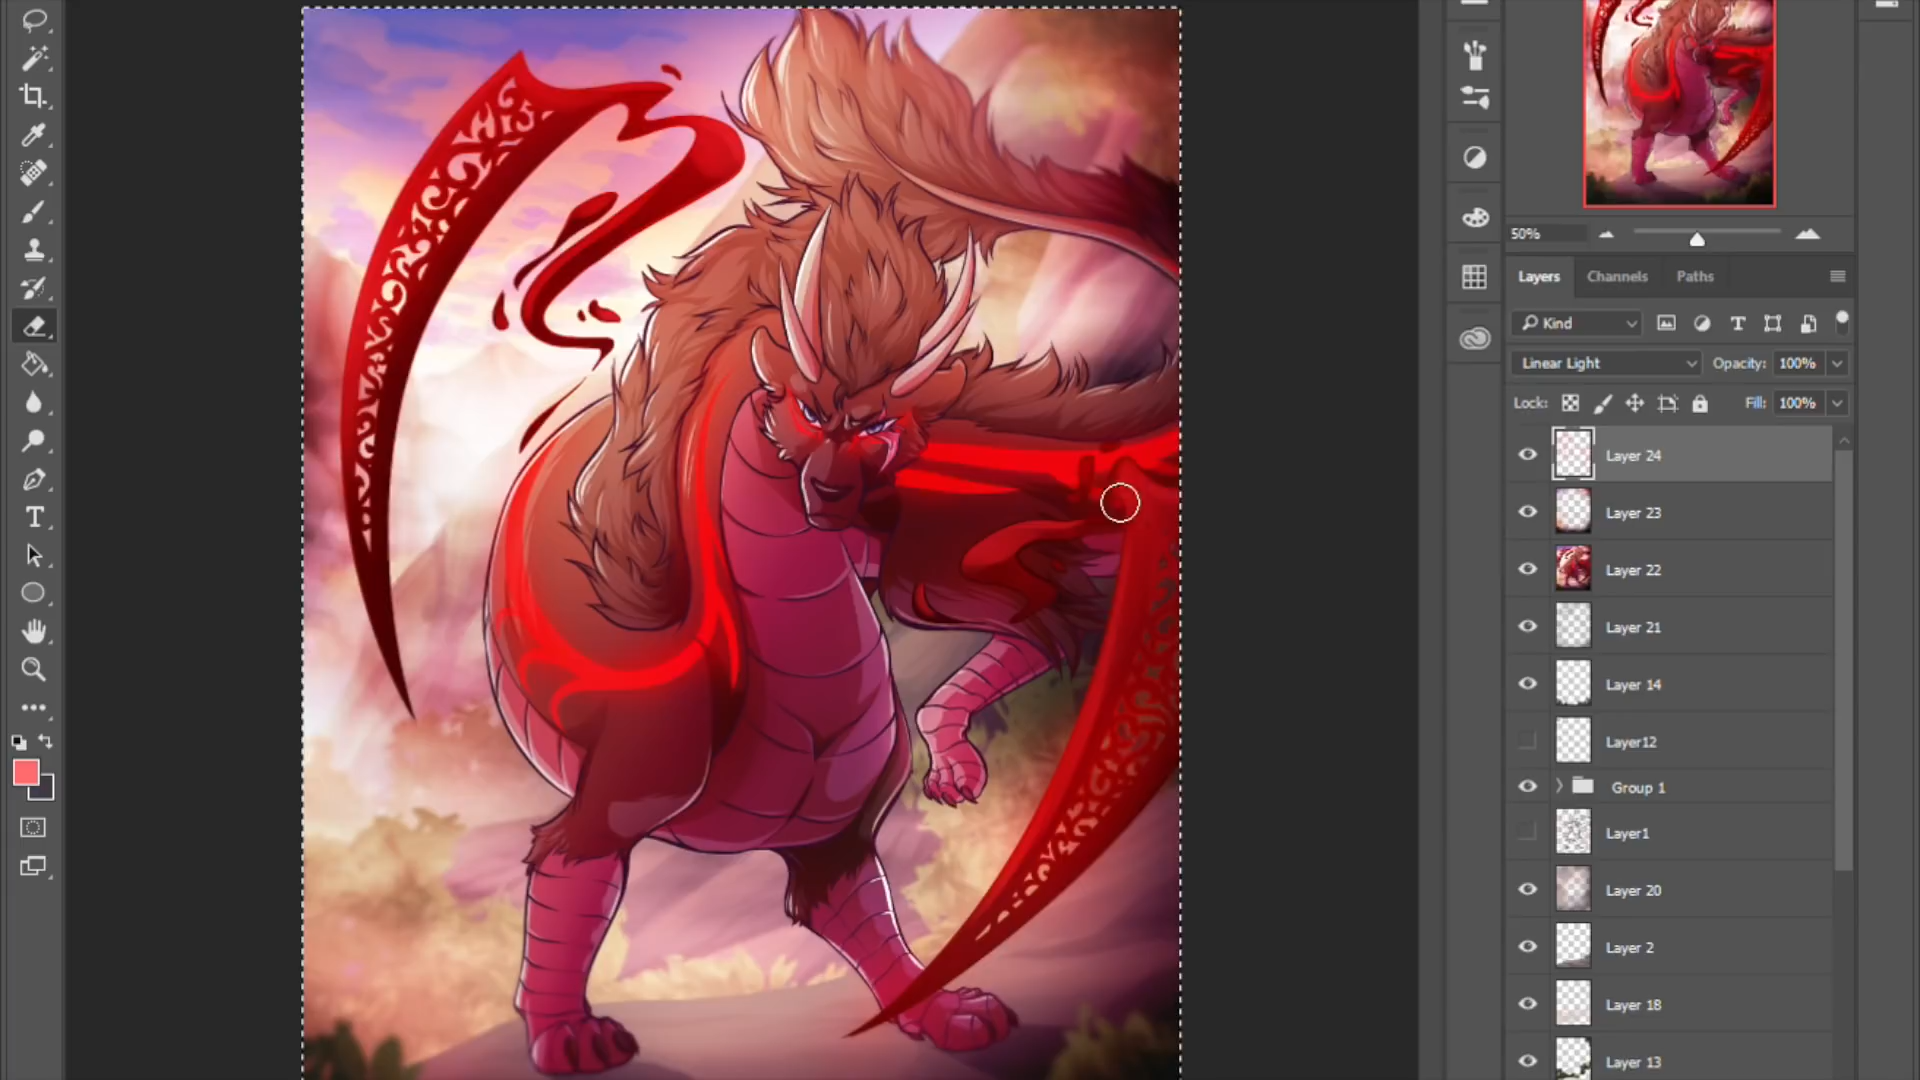 50%
Layers Channels Paths
Kind
Linear Light Opacity: 100%
Lock: Fill: 100%
Layer 24
Layer 23
Layer 22
Layer 21
Layer 14
Layer12
Group 1
Layer1
Layer 20
Layer 2
Layer 18
Layer 13